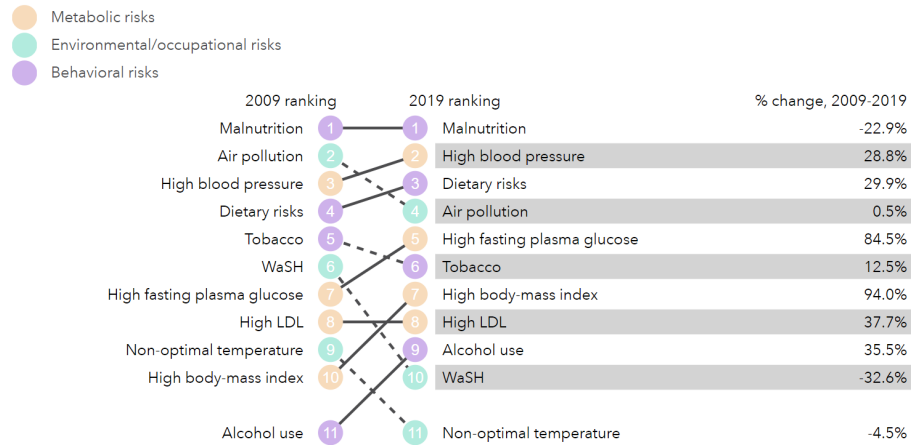 Metabolic risks
Environmental/occupational risks
Behavioral risks
2009 ranking 2019 ranking % change, 2009-2019
Malnutrition 1 1 Malnutrition -22.9%
Air pollution 2 2 High blood pressure 28.8%
High blood pressure 3 3 Dietary risks 29.9%
Dietary risks 4 4 Air pollution 0.5%
Tobacco 5 5 High fasting plasma glucose 84.5%
WaSH 6 6 Tobacco 12.5%
High fasting plasma glucose 7 7 High body-mass index 94.0%
High LDL 8 8 High LDL 37.7%
Non-optimal temperature 9 9 Alcohol use 35.5%
High body-mass index 10 10 WaSH -32.6%
Alcohol use 11 11 Non-optimal temperature -4.5%